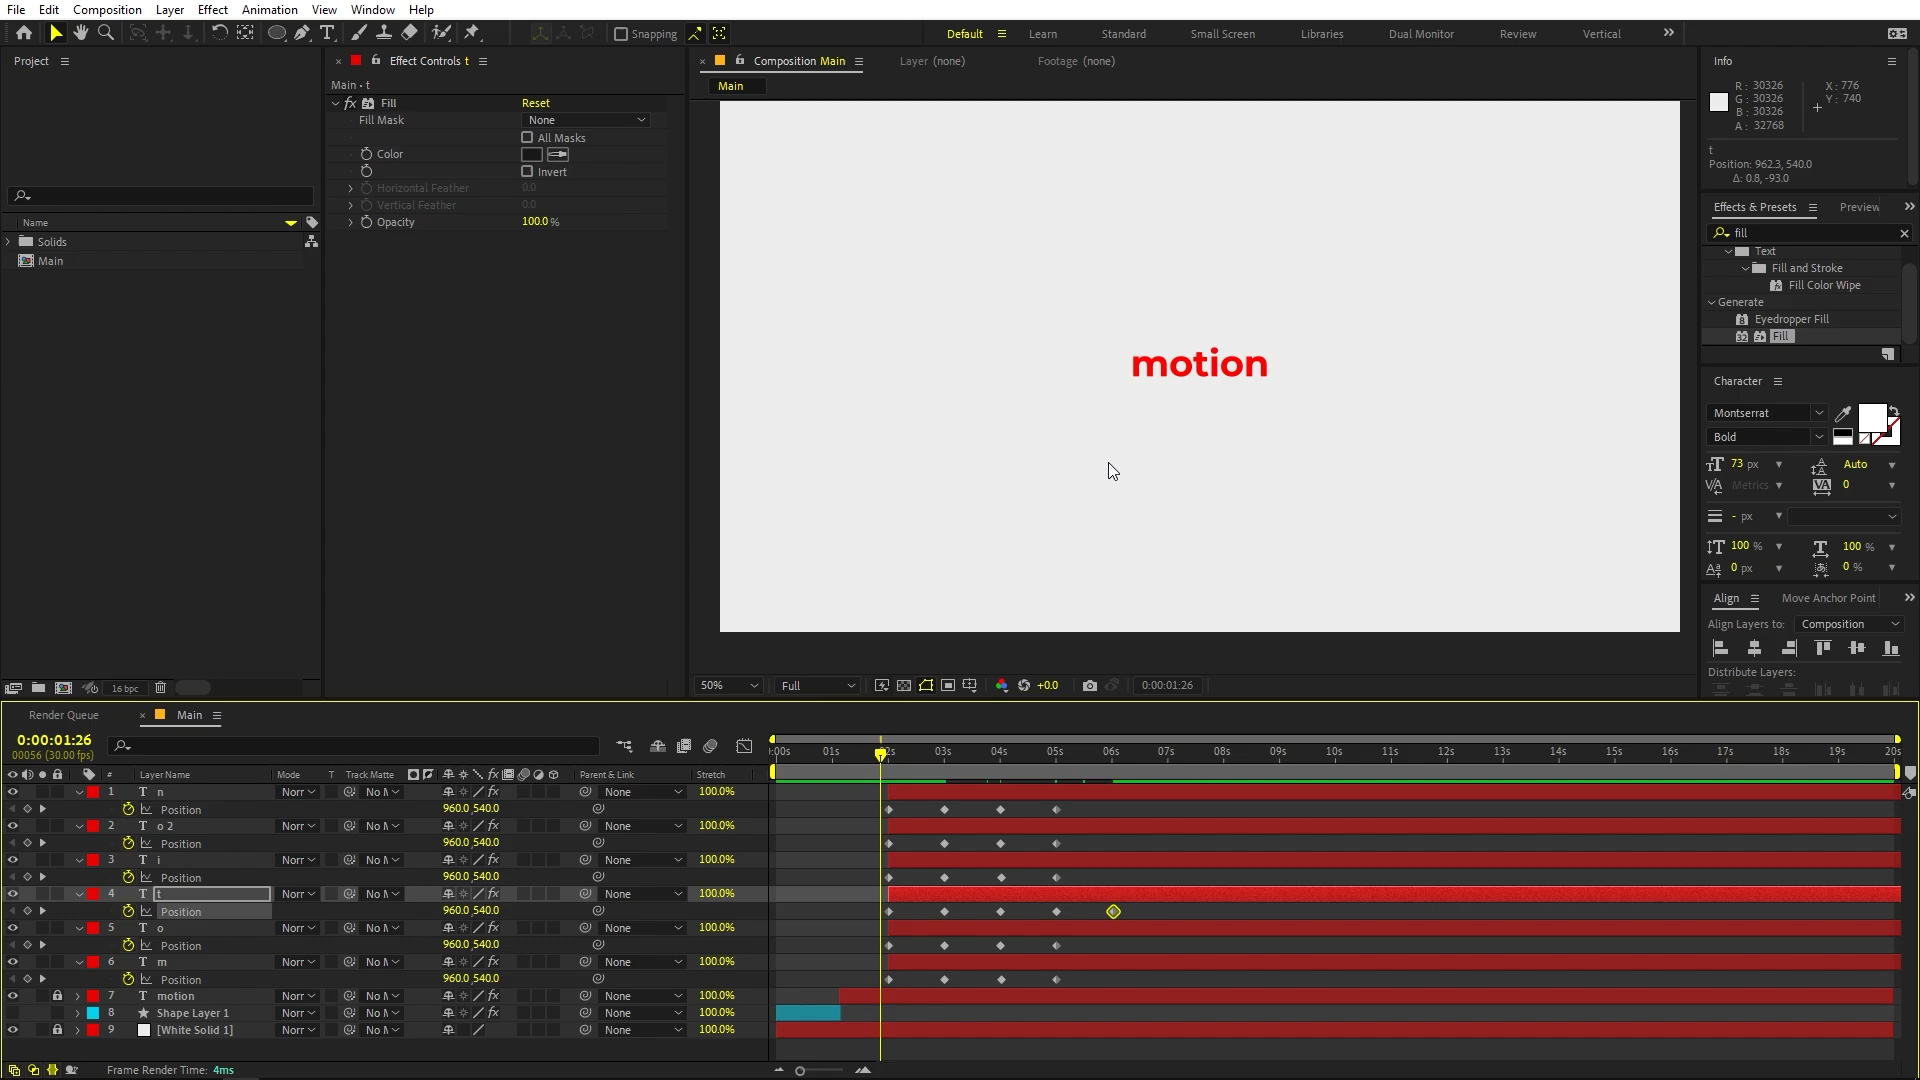 File Edit Composition Layer Effect Animation View Window Help
Snapping Default Learn Standard Small Screen Libraries Dual Monitor Review Vertical
Project
Name
Solids
Main
16 bpc
Effect Controls t
Main • t
fx Fill Reset
Fill Mask None
All Masks
Color
Invert
Horizontal Feather 0.0
Vertical Feather 0.0
Opacity 100.0 %
Composition Main Layer (none) Footage (none)
Main
motion
50% Full +0.0 0:00:01:26
Info
R : 30326 X : 776
G : 30326 Y : 740
B : 30326
A : 32768
t
Position: 962.3, 540.0
Δ: 0.8, -93.0
Effects & Presets Preview
fill
Text
Fill and Stroke
Fill Color Wipe
Generate
Eyedropper Fill
Fill
Character
Montserrat
Bold
73 px Auto
Metrics 0
- px
100 % 100 %
0 px 0 %
Align Move Anchor Point
Align Layers to: Composition
Distribute Layers:
Render Queue Main
0:00:01:26
00056 (30.00 fps)
:00s 01s 02s 03s 04s 05s 06s 07s 08s 09s 10s 11s 12s 13s 14s 15s 16s 17s 18s 19s 20s
# Layer Name Mode T Track Matte Parent & Link Stretch
1 T n Norr No M None 100.0%
Position 960.0,540.0
2 T o 2 Norr No M None 100.0%
Position 960.0,540.0
3 T i Norr No M None 100.0%
Position 960.0,540.0
4 T t Norr No M None 100.0%
Position 960.0,540.0
5 T o Norr No M None 100.0%
Position 960.0,540.0
6 T m Norr No M None 100.0%
Position 960.0,540.0
7 T motion Norr No M None 100.0%
8 Shape Layer 1 Norr No M None 100.0%
9 [White Solid 1] Norr No M None 100.0%
Frame Render Time: 4ms